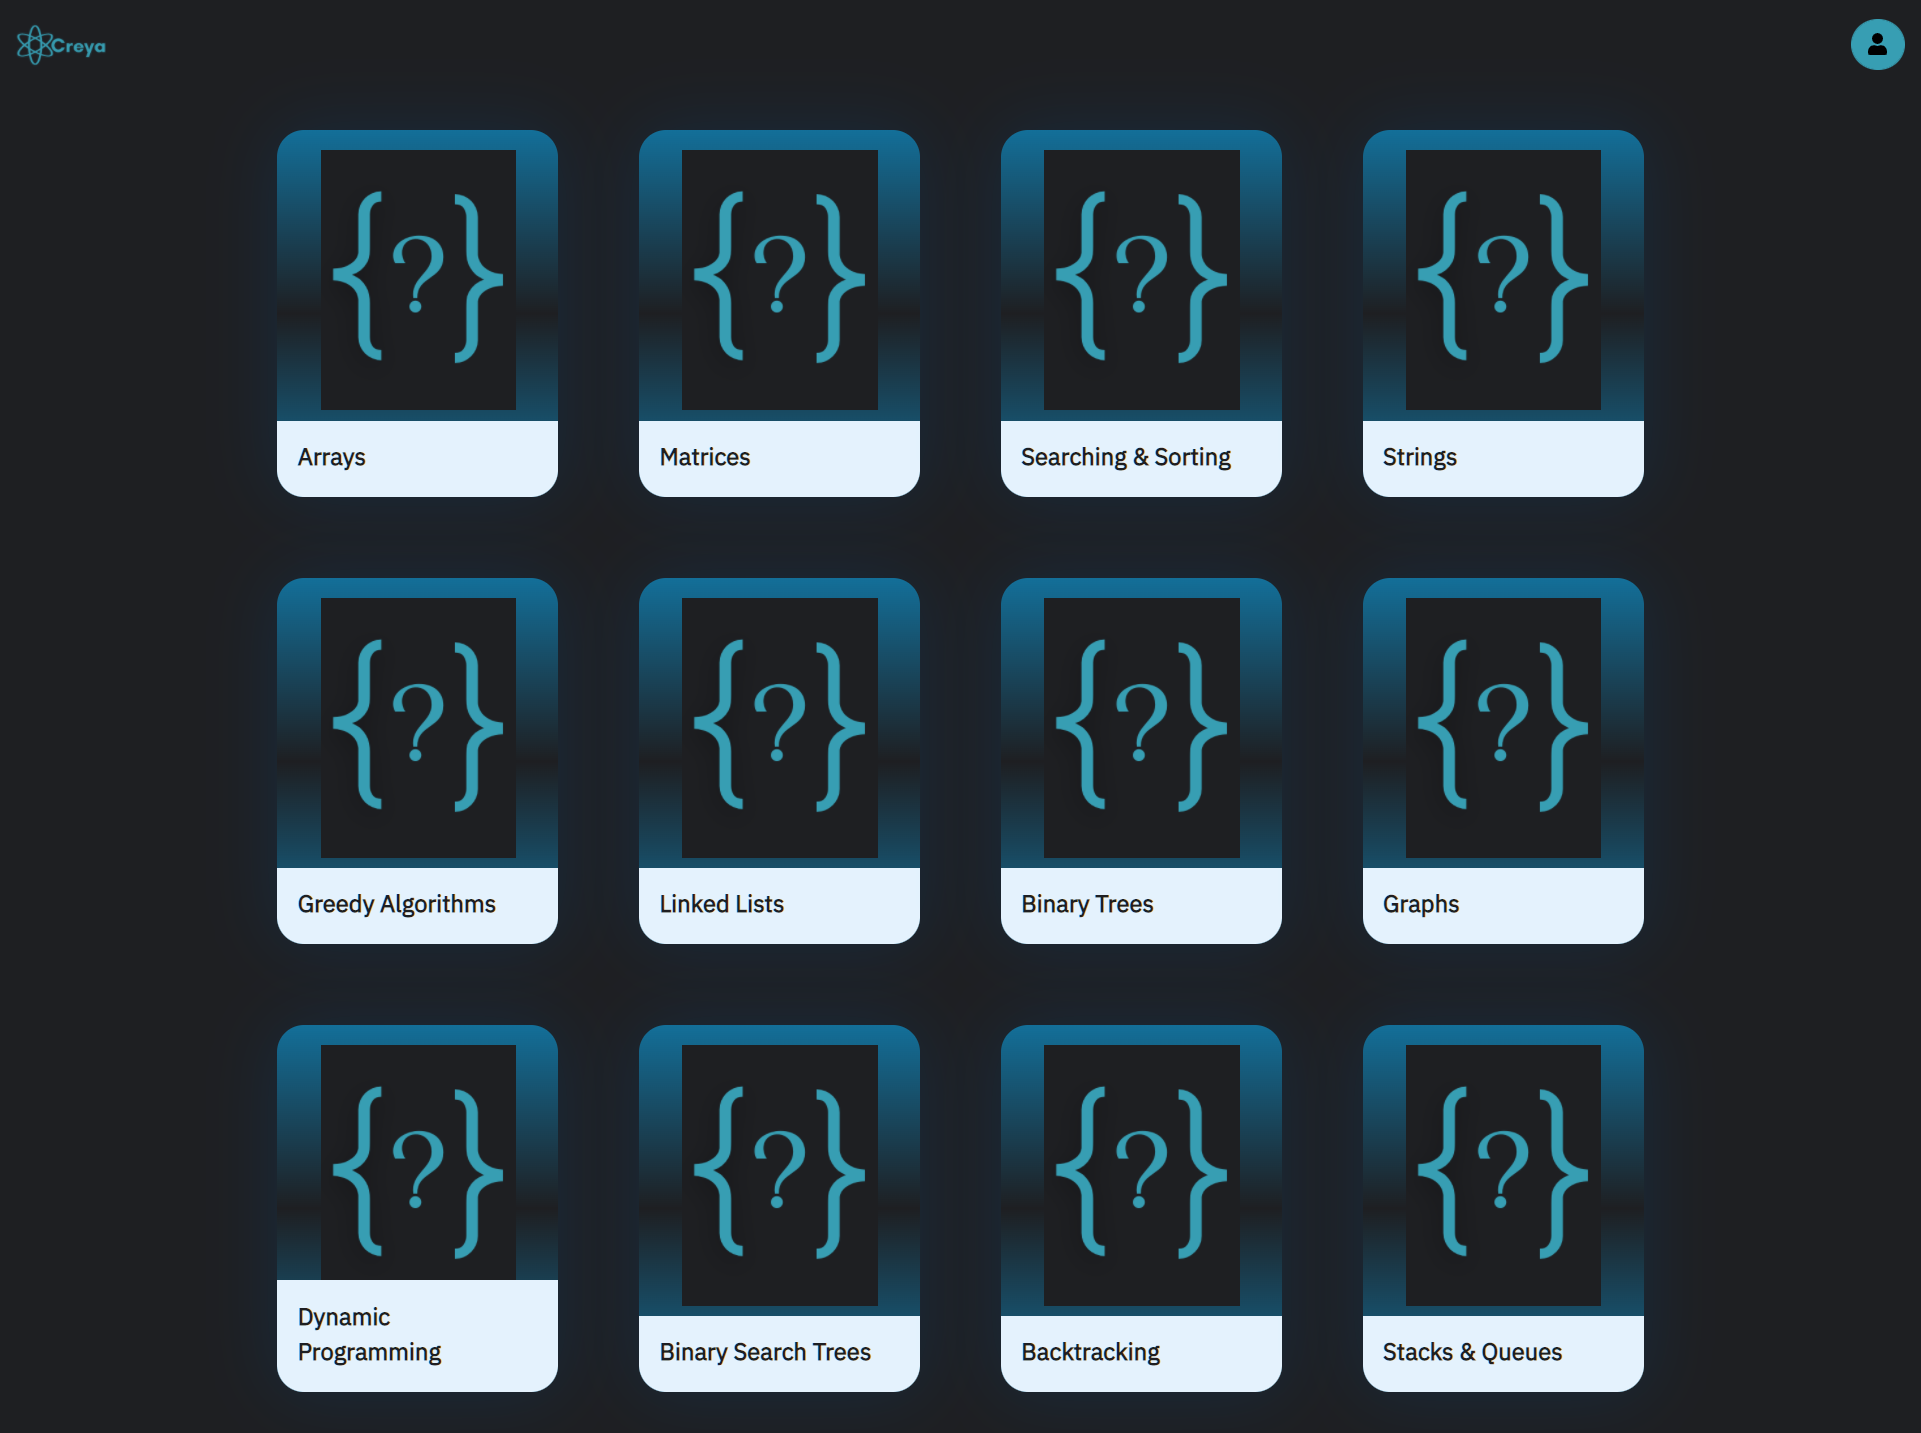 Creya
{?} {?} {?} {?}
Arrays Matrices Searching & Sorting Strings
{?} {?} {?} {?}
Greedy Algorithms Linked Lists Binary Trees Graphs
{?} {?} {?} {?}
Dynamic
Programming Binary Search Trees Backtracking Stacks & Queues